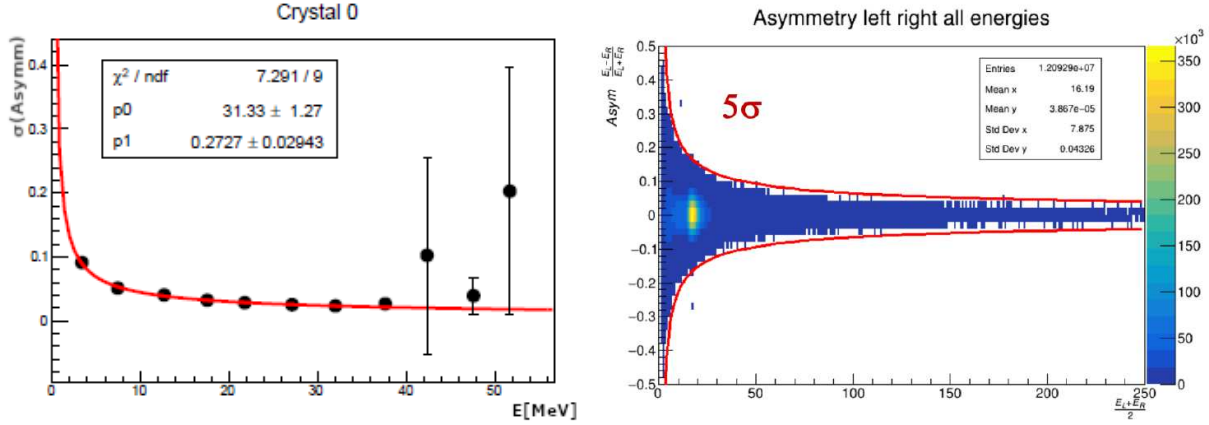 Crystal 0
σ(Asymm)
0.4
0.3
0.2
0.1
0
χ² / ndf 7.291 / 9
p0 31.33 ± 1.27
p1 0.2727 ± 0.02943
0 10 20 30 40 50
E[MeV]
Asymmetry left right all energies
Asym (E_L-E_R)/(E_L+E_R)
0.5
0.4
0.3
0.2
0.1
0
−0.1
−0.2
−0.3
−0.4
−0.5
5σ
Entries 1.20929e+07
Mean x 16.19
Mean y 3.867e-05
Std Dev x 7.875
Std Dev y 0.04326
0 50 100 150 200 250
(E_L+E_R)/2
×10³
350
300
250
200
150
100
50
0